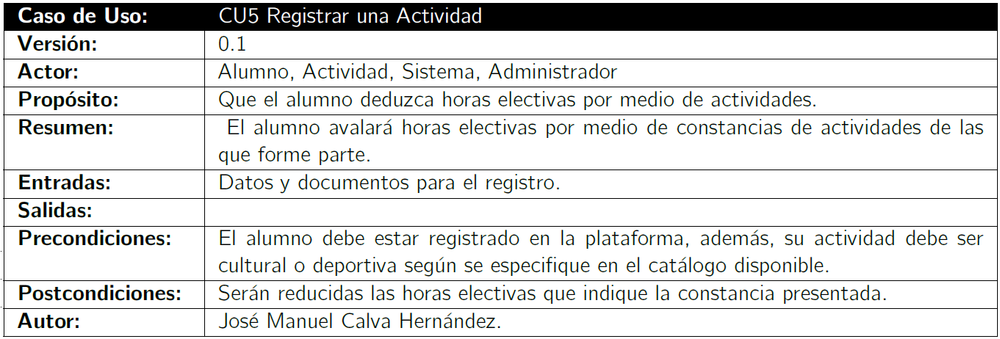 Caso de Uso: CU5 Registrar una Actividad
Versión: 0.1
Actor: Alumno, Actividad, Sistema, Administrador
Propósito: Que el alumno deduzca horas electivas por medio de actividades.
Resumen: El alumno avalará horas electivas por medio de constancias de actividades de las
que forme parte.
Entradas: Datos y documentos para el registro.
Salidas:
Precondiciones: El alumno debe estar registrado en la plataforma, además, su actividad debe ser
cultural o deportiva según se especifique en el catálogo disponible.
Postcondiciones: Serán reducidas las horas electivas que indique la constancia presentada.
Autor: José Manuel Calva Hernández.